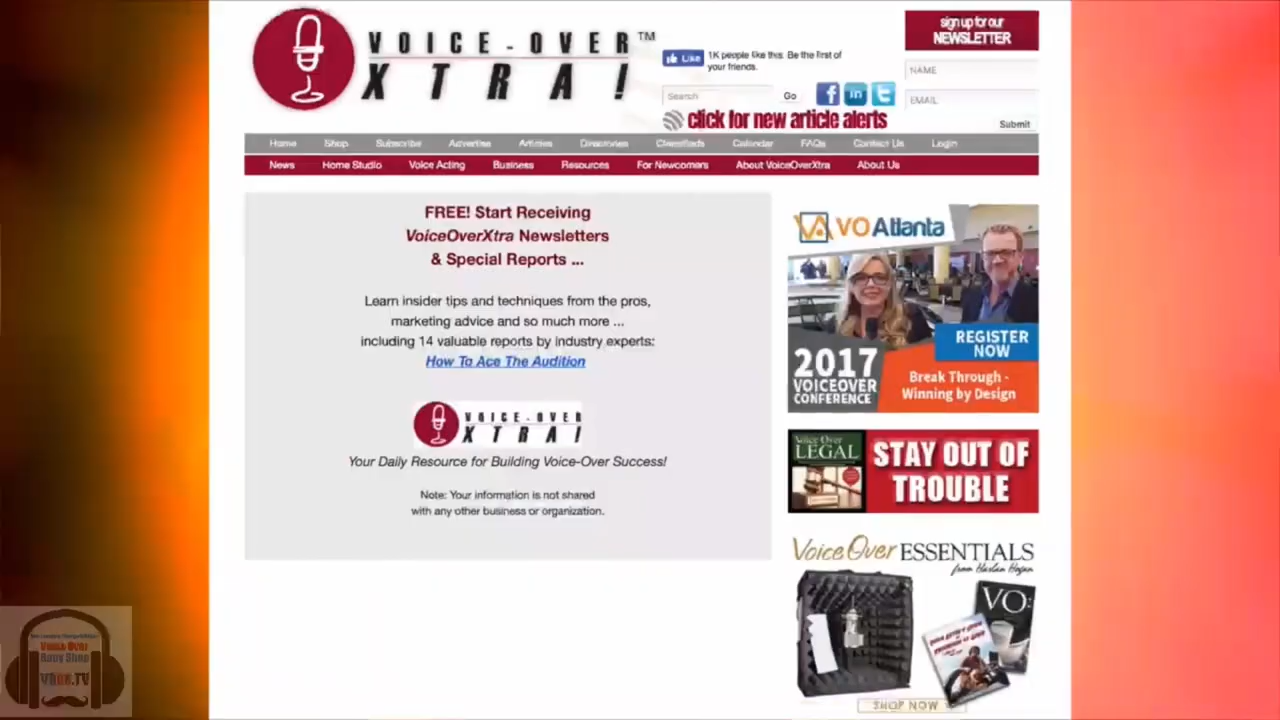 VOICE-OVER™
XTRA!
Like
1K people like this. Be the first of
your friends.
Search
Go
click for new article alerts
sign up for our
NEWSLETTER
NAME
EMAIL
Submit
Home Shop Subscribe Advertise Articles Directories Classifieds Calendar FAQs Contact Us Login
News Home Studio Voice Acting Business Resources For Newcomers About VoiceOverXtra About Us
FREE! Start Receiving
VoiceOverXtra Newsletters
& Special Reports ...
Learn insider tips and techniques from the pros,
marketing advice and so much more ...
including 14 valuable reports by industry experts:
How To Ace The Audition
VOICE-OVER
XTRA!
Your Daily Resource for Building Voice-Over Success!
Note: Your information is not shared
with any other business or organization.
VO Atlanta
REGISTER
NOW
2017
VOICEOVER
CONFERENCE
Break Through -
Winning by Design
Voice Over
LEGAL
STAY OUT OF
TROUBLE
VoiceOver ESSENTIALS
from Harlan Hogan
VO:
SHOP NOW
Voice Over
Body Shop
VOBS.TV